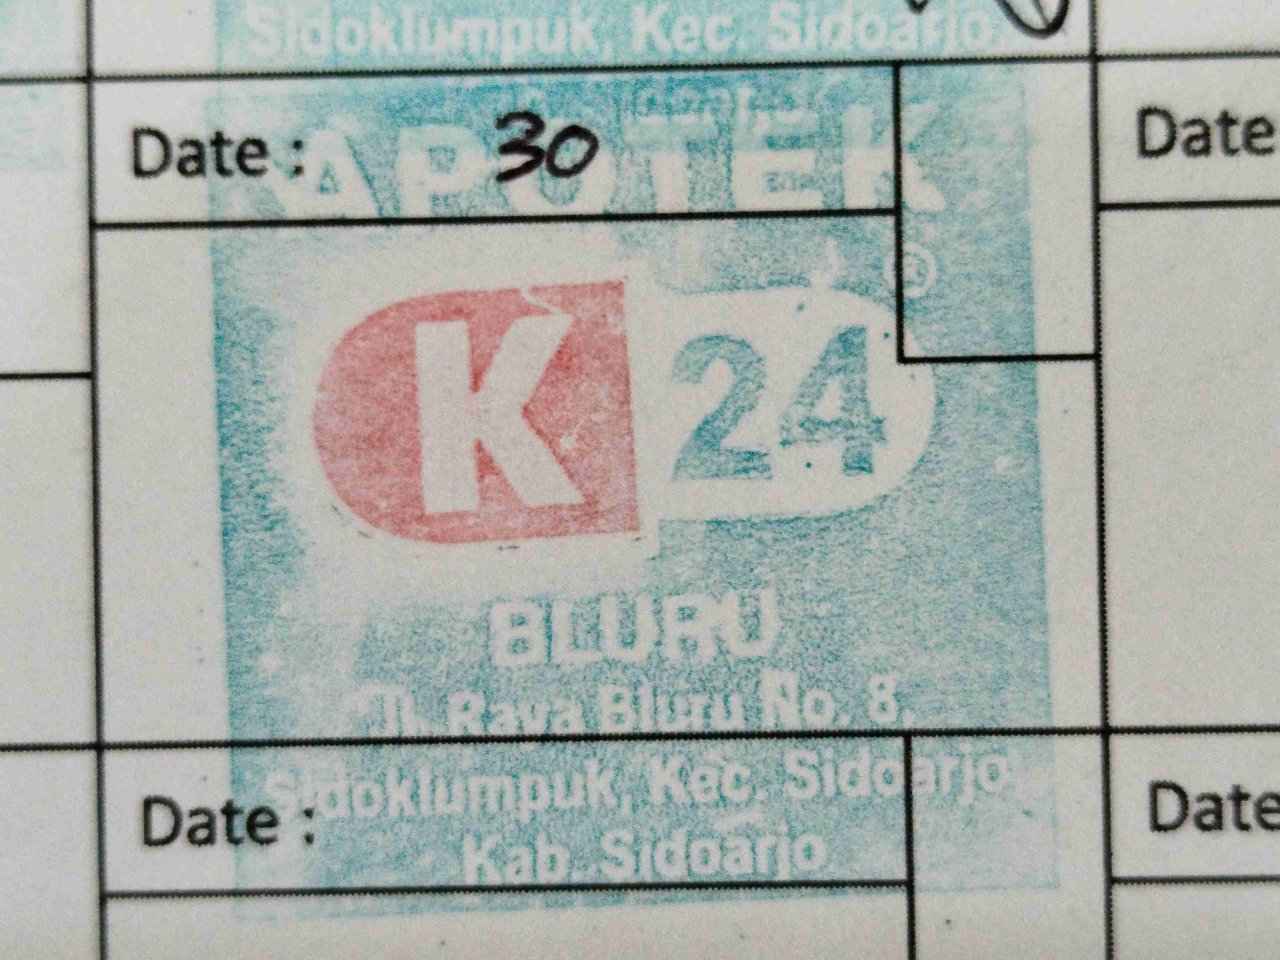 Sidoklumpuk, Kec. Sidoarjo
Date : 30
Date
APOTEK
®
K 24
BLURU
Jl. Raya Bluru No. 8,
Sidoklumpuk, Kec. Sidoarjo
Date :
Date
Kab. Sidoarjo